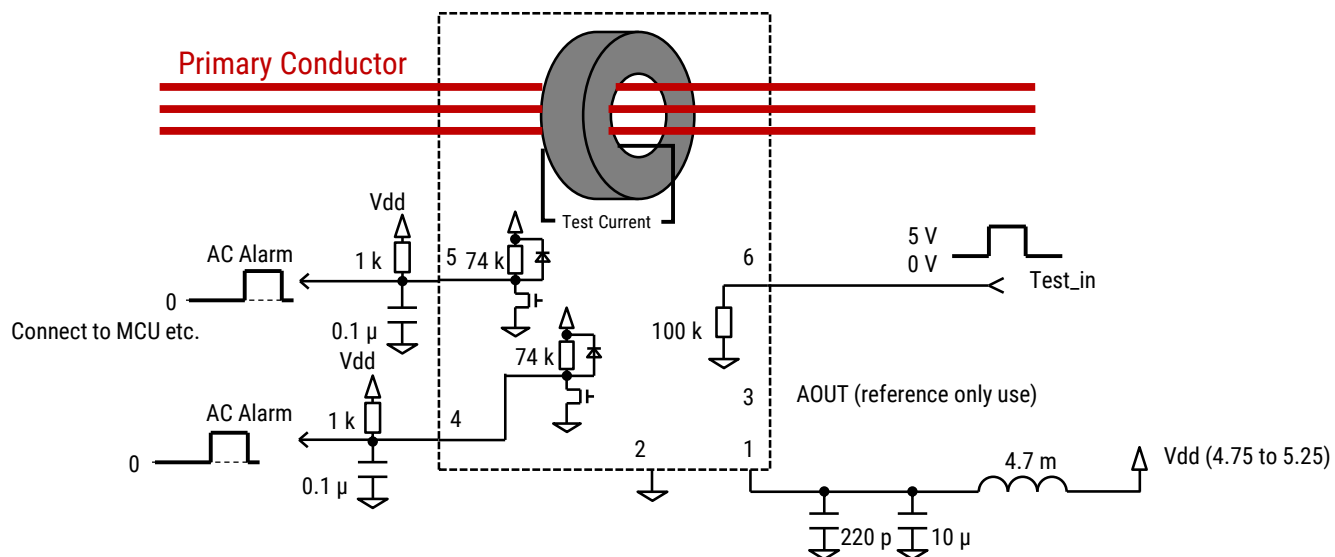 Primary Conductor
Test Current
Vdd
AC Alarm
1 k
5
74 k
6
5 V
0 V
Test_in
0
Connect to MCU etc.
0.1 µ
100 k
Vdd
74 k
AC Alarm
1 k
4
3
AOUT (reference only use)
0
0.1 µ
2
1
4.7 m
Vdd (4.75 to 5.25)
220 p
10 µ